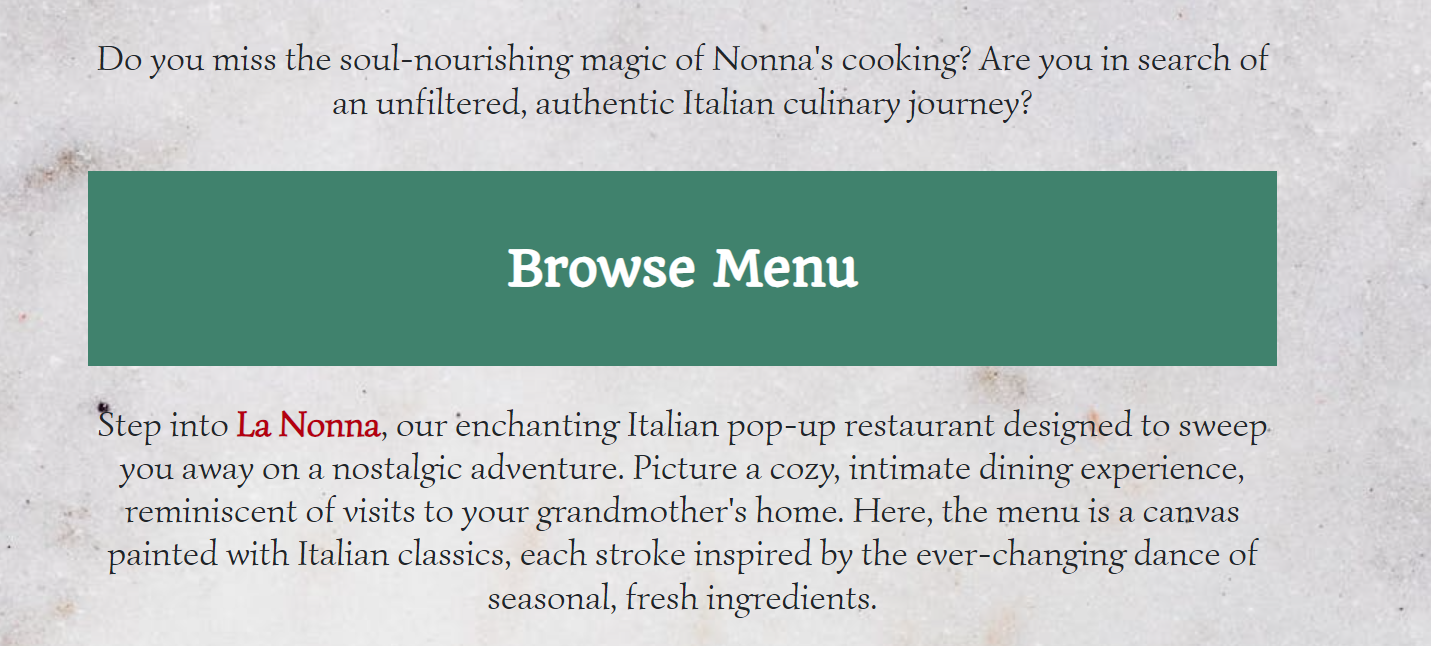 Do you miss the soul-nourishing magic of Nonna's cooking? Are you in search of
an unfiltered, authentic Italian culinary journey?
Browse Menu
Step into La Nonna, our enchanting Italian pop-up restaurant designed to sweep
you away on a nostalgic adventure. Picture a cozy, intimate dining experience,
reminiscent of visits to your grandmother's home. Here, the menu is a canvas
painted with Italian classics, each stroke inspired by the ever-changing dance of
seasonal, fresh ingredients.